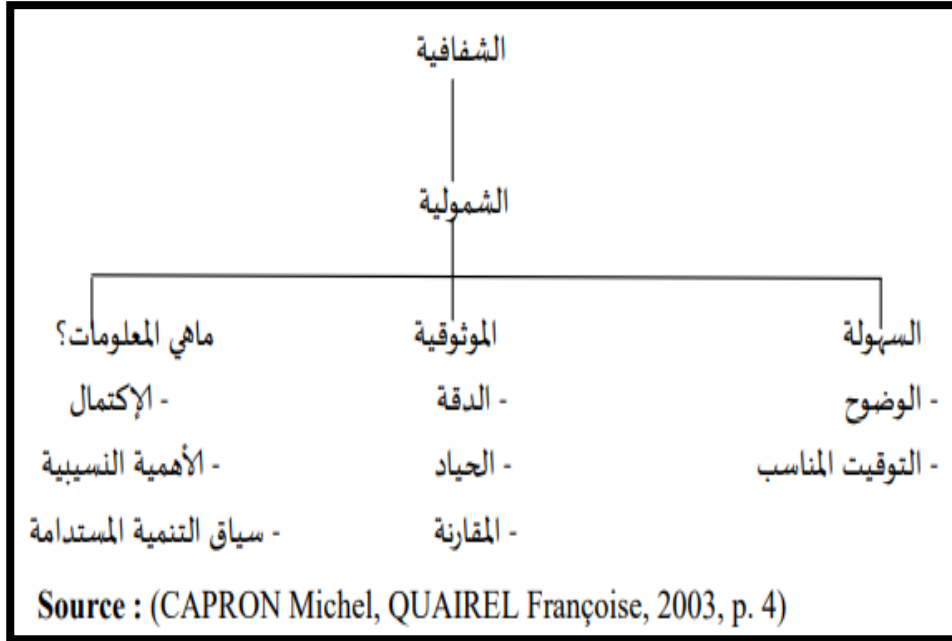 الشفافية
الشمولية
السهولة
- الوضوح
- التوقيت المناسب
الموثوقية
- الدقة
- الحياد
- المقارنة
ماهي المعلومات؟
- الإكتمال
- الأهمية النسيبية
- سياق التنمية المستدامة
Source : (CAPRON Michel, QUAIREL Françoise, 2003, p. 4)